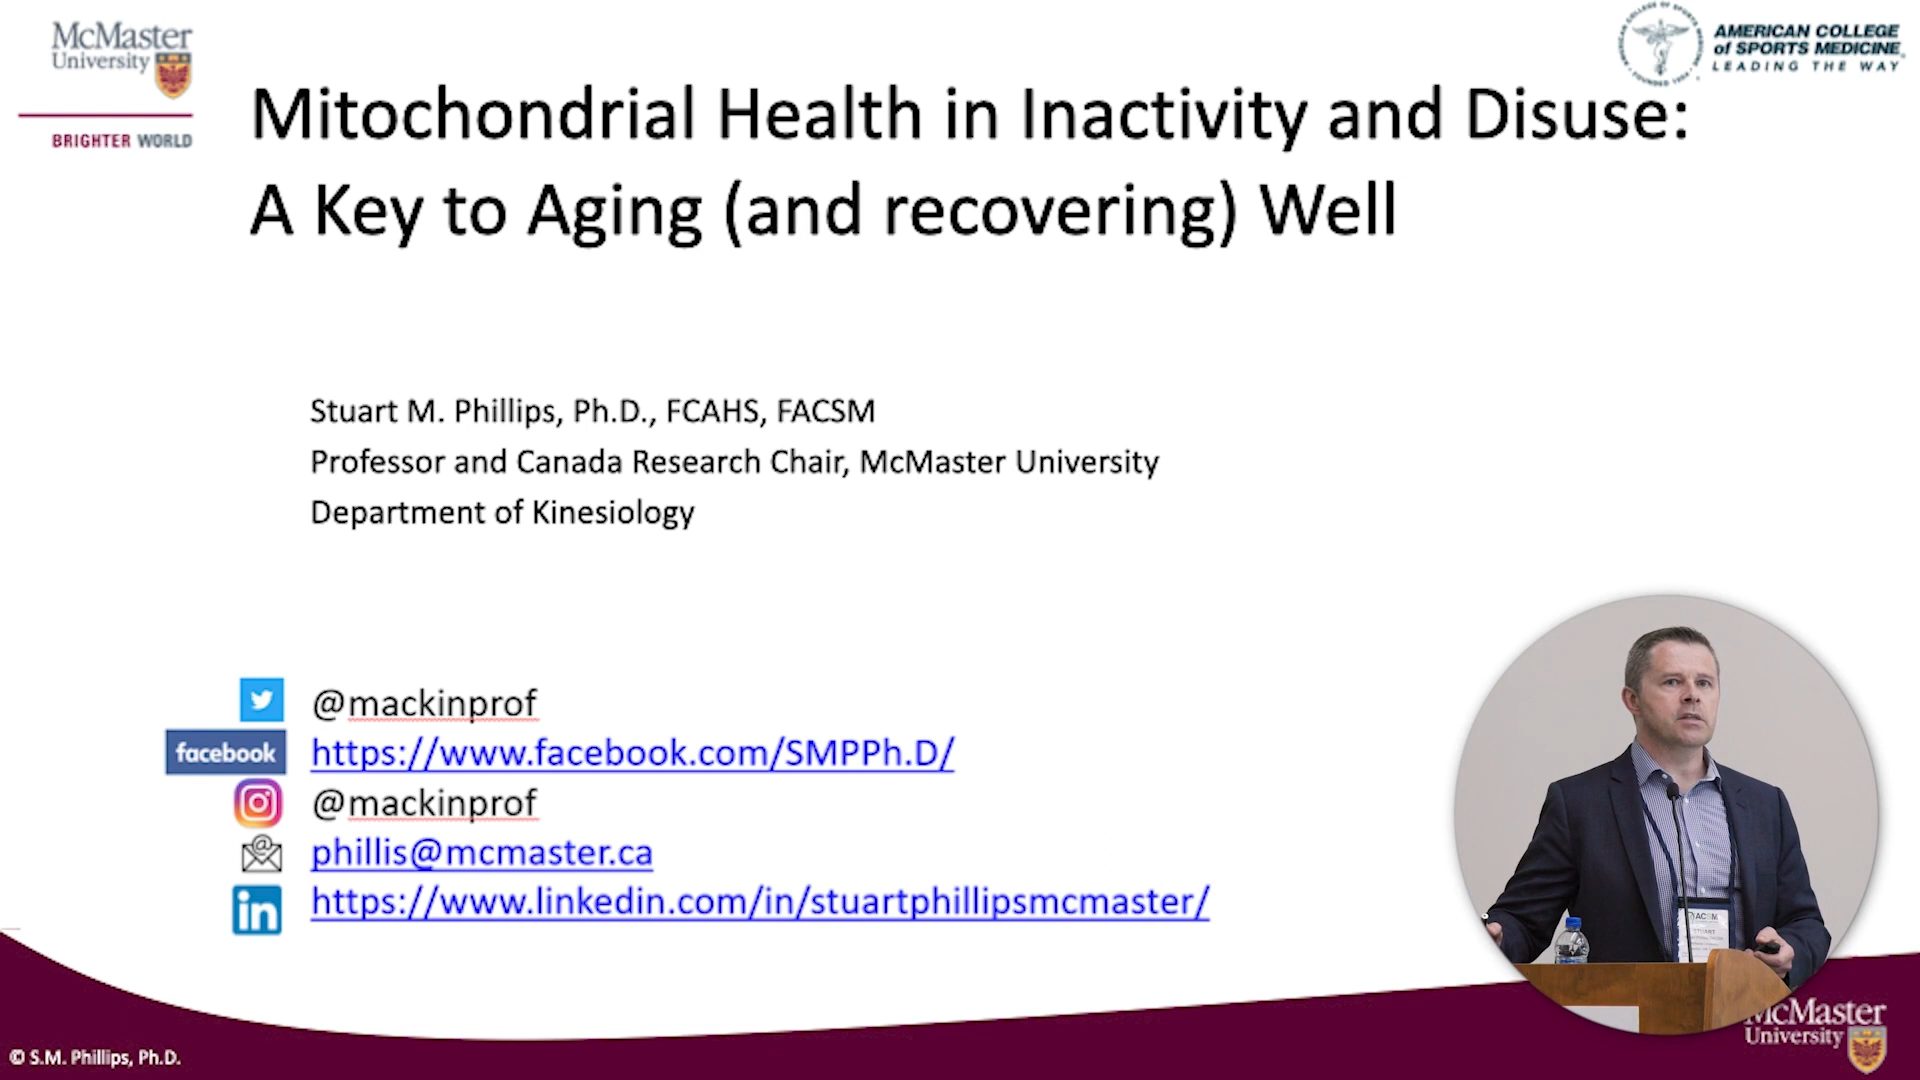 McMaster
University
BRIGHTER WORLD
AMERICAN COLLEGE
of SPORTS MEDICINE
LEADING THE WAY
Mitochondrial Health in Inactivity and Disuse:
A Key to Aging (and recovering) Well
Stuart M. Phillips, Ph.D., FCAHS, FACSM
Professor and Canada Research Chair, McMaster University
Department of Kinesiology
@mackinprof
facebook https://www.facebook.com/SMPPh.D/
@mackinprof
phillis@mcmaster.ca
in https://www.linkedin.com/in/stuartphillipsmcmaster/
ACSM
STUART
McMaster
University
© S.M. Phillips, Ph.D.